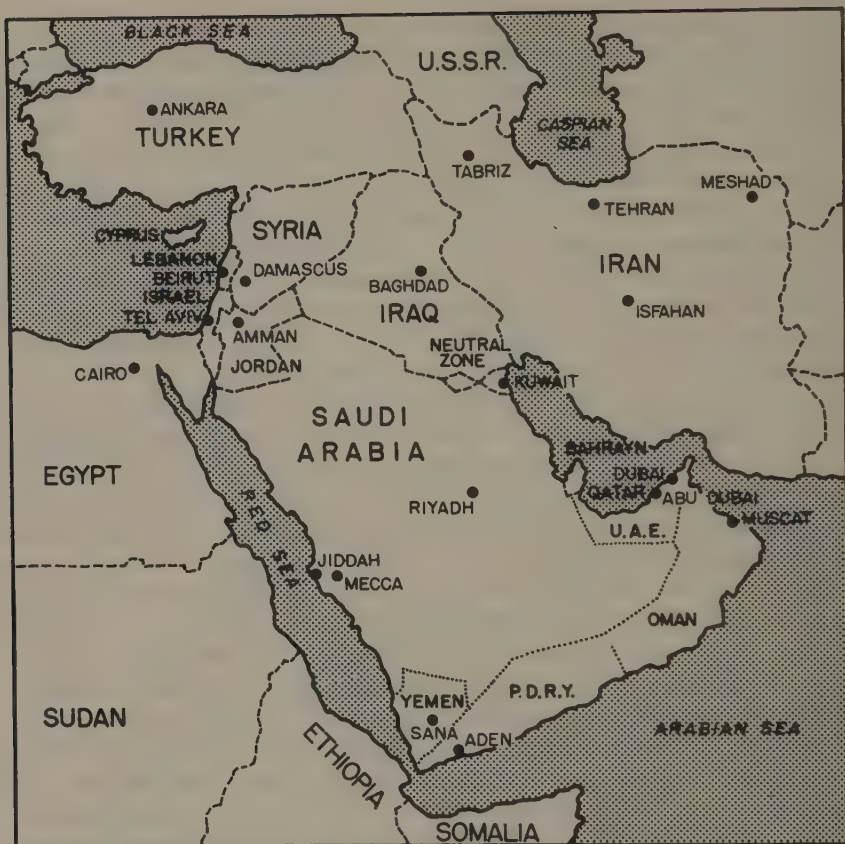 BLACK SEA
U.S.S.R.
ANKARA
TURKEY
CASPIAN
SEA
TABRIZ
MESHAD
TEHRAN
CYPRUS
SYRIA
LEBANON
BEIRUT
DAMASCUS
BAGHDAD
IRAN
ISRAEL
ISFAHAN
TEL AVIV
IRAQ
AMMAN
NEUTRAL
ZONE
JORDAN
CAIRO
KUWAIT
SAUDI
ARABIA
BAHRAYN
EGYPT
DUBAI
QATAR
ABU DUBAI
RIYADH
MUSCAT
RED SEA
U.A.E.
JIDDAH
MECCA
OMAN
P.D.R.Y.
YEMEN
SUDAN
SANA
ADEN
ARABIAN SEA
ETHIOPIA
SOMALIA